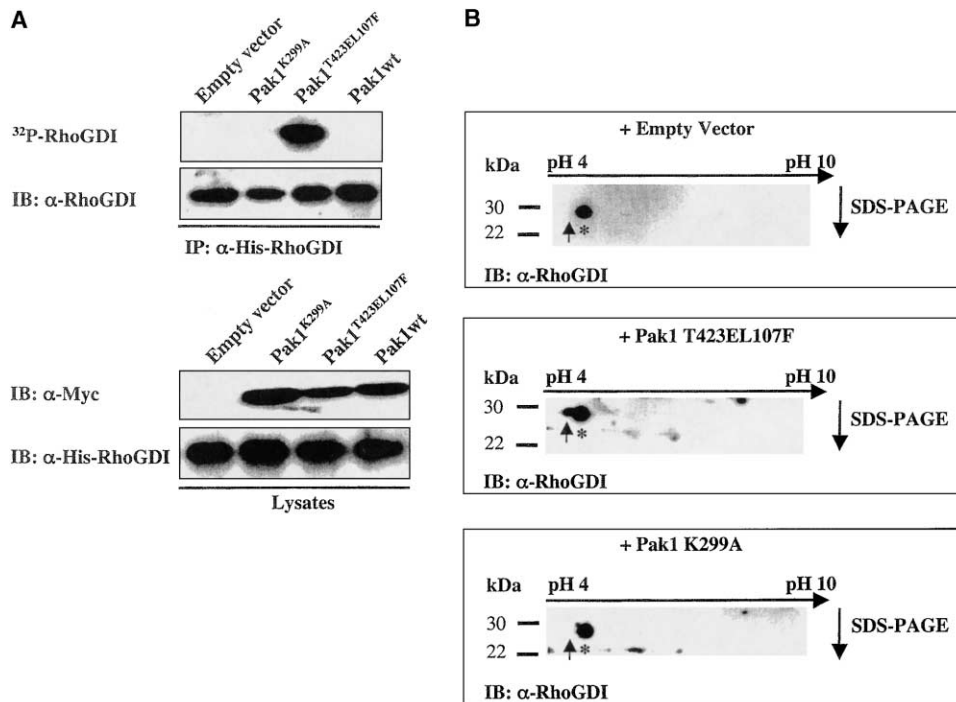 A
Empty vector
Pak1K299A
Pak1T423EL107F
Pak1wt
32P-RhoGDI
IB: α-RhoGDI
IP: α-His-RhoGDI
Empty vector
Pak1K299A
Pak1T423EL107F
Pak1wt
IB: α-Myc
IB: α-His-RhoGDI
Lysates
B
+ Empty Vector
kDa
pH 4
pH 10
30
22
*
SDS-PAGE
IB: α-RhoGDI
+ Pak1 T423EL107F
kDa
pH 4
pH 10
30
22
*
SDS-PAGE
IB: α-RhoGDI
+ Pak1 K299A
kDa
pH 4
pH 10
30
22
*
SDS-PAGE
IB: α-RhoGDI